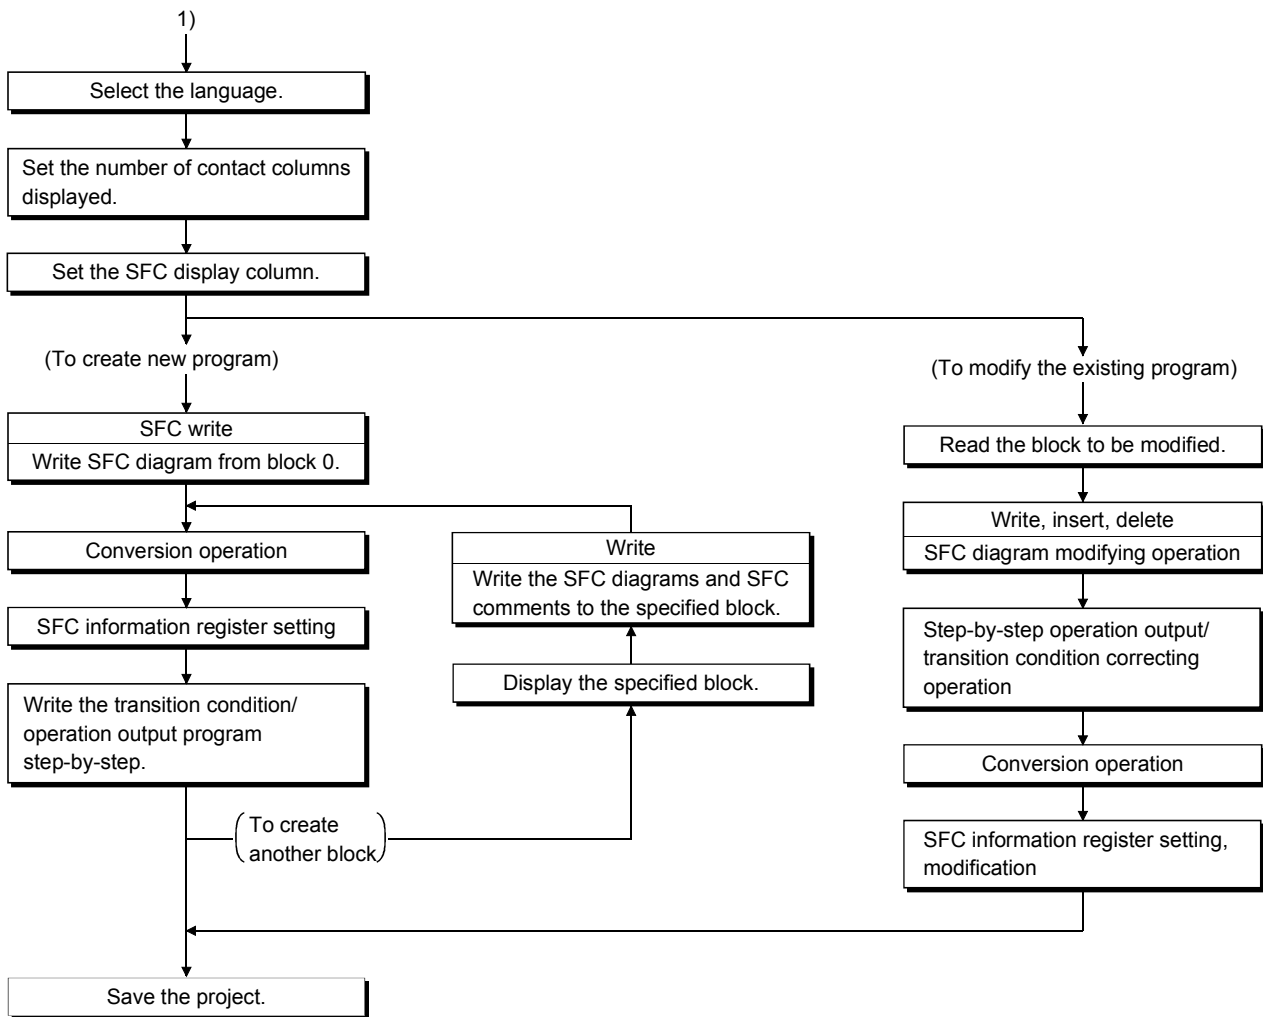 1)
Select the language.
Set the number of contact columns
displayed.
Set the SFC display column.
(To create new program)
SFC write
Write SFC diagram from block 0.
Conversion operation
SFC information register setting
Write the transition condition/
operation output program
step-by-step.
To create
another block
Write
Write the SFC diagrams and SFC
comments to the specified block.
Display the specified block.
(To modify the existing program)
Read the block to be modified.
Write, insert, delete
SFC diagram modifying operation
Step-by-step operation output/
transition condition correcting
operation
Conversion operation
SFC information register setting,
modification
Save the project.